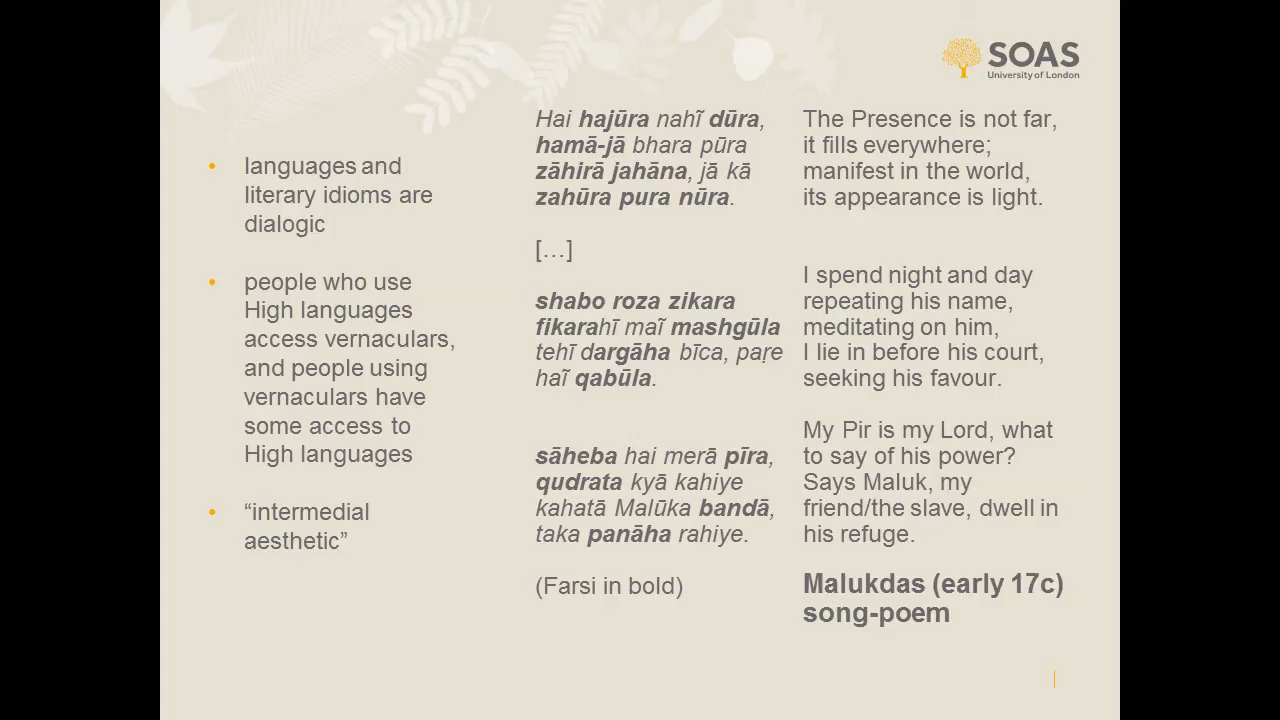 SOAS
University of London
• languages and
literary idioms are
dialogic
• people who use
High languages
access vernaculars,
and people using
vernaculars have
some access to
High languages
• “intermedial
aesthetic”
Hai hajūra nahī̃ dūra,
hamā-jā bhara pūra
zāhirā jahāna, jā kā
zahūra pura nūra.
[…]
shabo roza zikara
fikarahī maĩ mashgūla
tehī dargāha bīca, paṛe
haĩ qabūla.
sāheba hai merā pīra,
qudrata kyā kahiye
kahatā Malūka bandā,
taka panāha rahiye.
(Farsi in bold)
The Presence is not far,
it fills everywhere;
manifest in the world,
its appearance is light.
I spend night and day
repeating his name,
meditating on him,
I lie in before his court,
seeking his favour.
My Pir is my Lord, what
to say of his power?
Says Maluk, my
friend/the slave, dwell in
his refuge.
Malukdas (early 17c)
song-poem